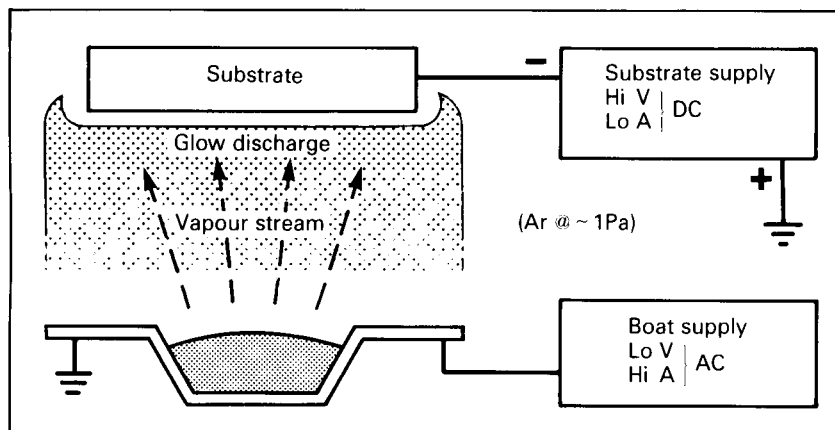 Substrate
−
Substrate supply
Hi V
Lo A
DC
Glow discharge
+
Vapour stream
(Ar @ ~ 1Pa)
Boat supply
Lo V
Hi A
AC